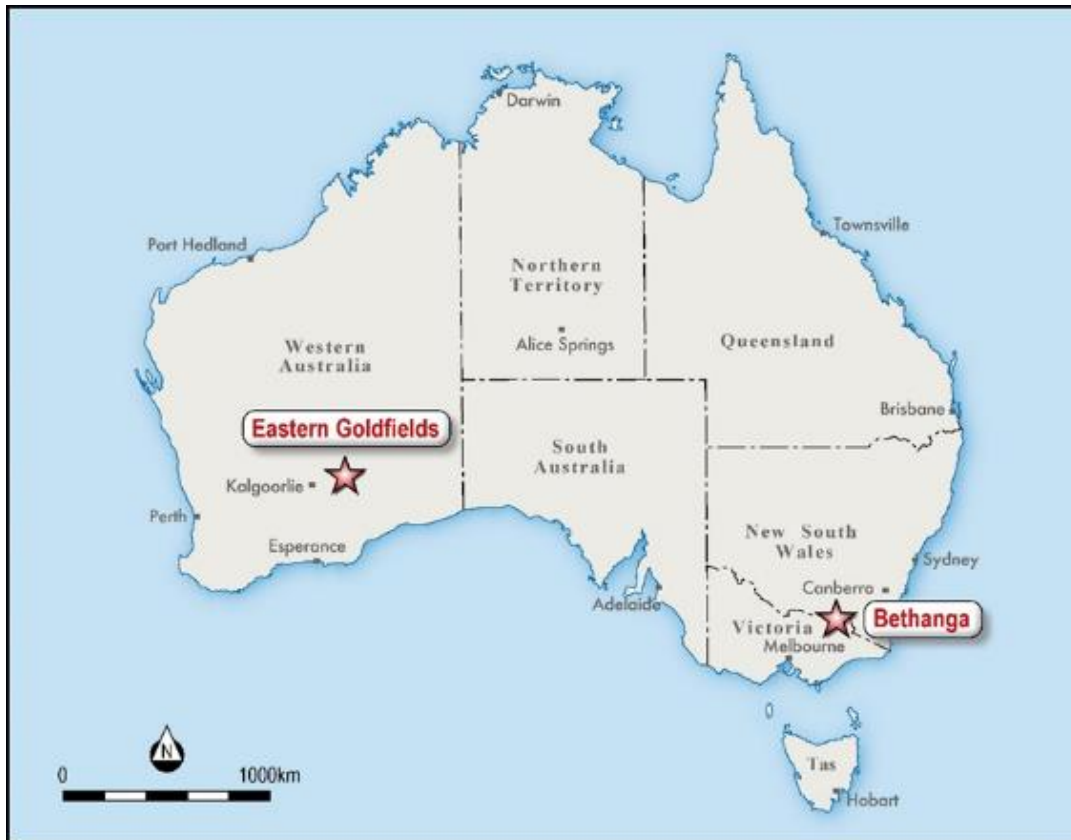 Darwin
Townsville
Port Hedland
Northern
Territory
Alice Springs
Queensland
Western
Australia
Brisbane
Eastern Goldfields
South
Australia
Kalgoorlie
Perth
New South
Wales
Esperance
Sydney
Canberra
Adelaide
Bethanga
Victoria
Melbourne
N
Tas
0 1000km
Hobart